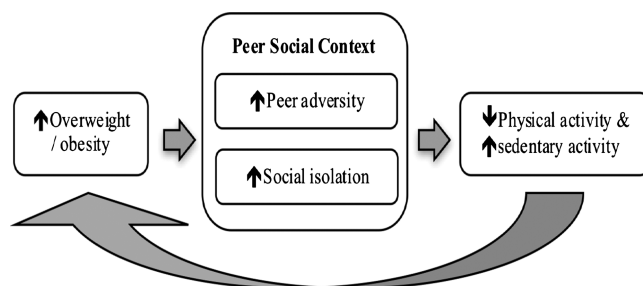 Peer Social Context
↑Peer adversity
↑Social isolation
↑Overweight
/ obesity
↓Physical activity &
↑sedentary activity